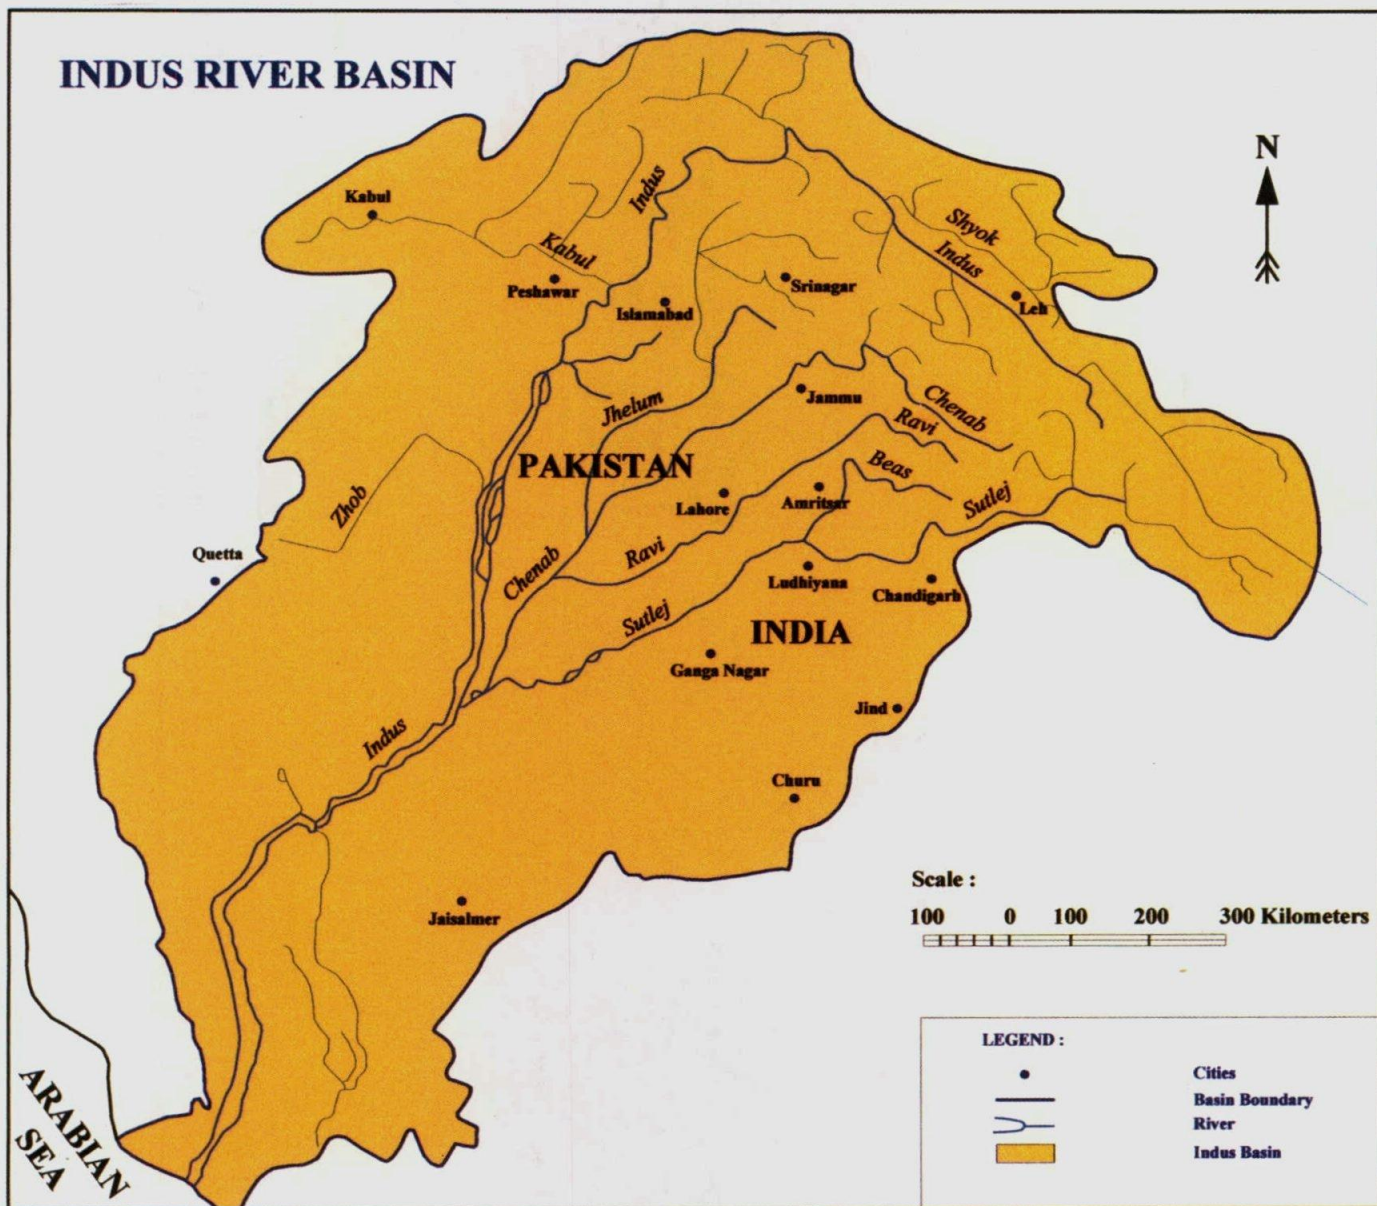 INDUS RIVER BASIN
N
Kabul
Indus
Shyok
Kabul
Indus
Peshawar
Srinagar
Leh
Islamabad
Jhelum
Jammu
Chenab
Ravi
PAKISTAN
Beas
Zhob
Lahore
Amritsar
Sutlej
Quetta
Chenab
Ravi
Ludhiyana
Chandigarh
Sutlej
INDIA
Ganga Nagar
Indus
Jind
Churu
Jaisalmer
Scale :
100 0 100 200 300 Kilometers
LEGEND :
Cities
Basin Boundary
River
Indus Basin
ARABIAN
SEA